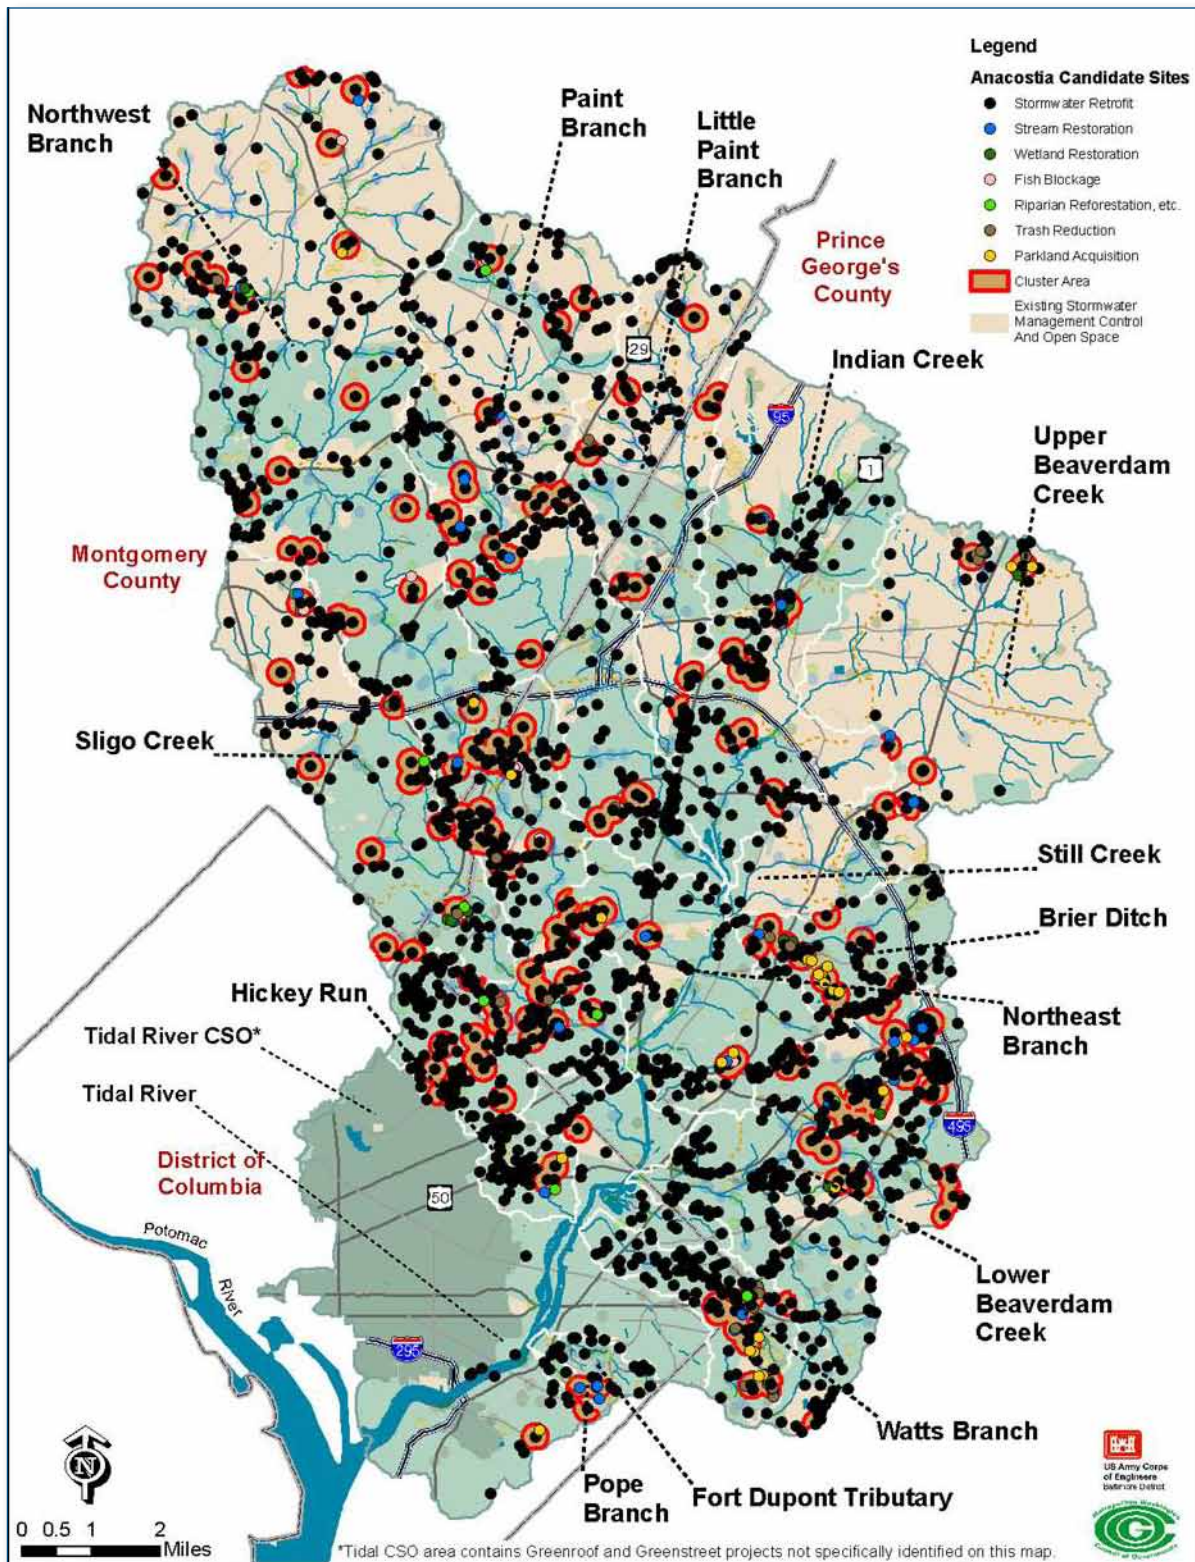 Legend
Anacostia Candidate Sites
Stormwater Retrofit
Stream Restoration
Wetland Restoration
Fish Blockage
Riparian Reforestation, etc.
Trash Reduction
Parkland Acquisition
Cluster Area
Existing Stormwater
Management Control
And Open Space
Northwest
Branch
Paint
Branch
Little
Paint
Branch
Prince
George's
County
29
Indian Creek
95
1
Upper
Beaverdam
Creek
Montgomery
County
Sligo Creek
Still Creek
Brier Ditch
Hickey Run
Northeast
Branch
Tidal River CSO*
Tidal River
495
District of
Columbia
50
Potomac
River
Lower
Beaverdam
Creek
295
Watts Branch
Pope
Branch
Fort Dupont Tributary
N
US Army Corps
of Engineers
Baltimore District
0 0.5 1 2
Miles
*Tidal CSO area contains Greenroof and Greenstreet projects not specifically identified on this map.